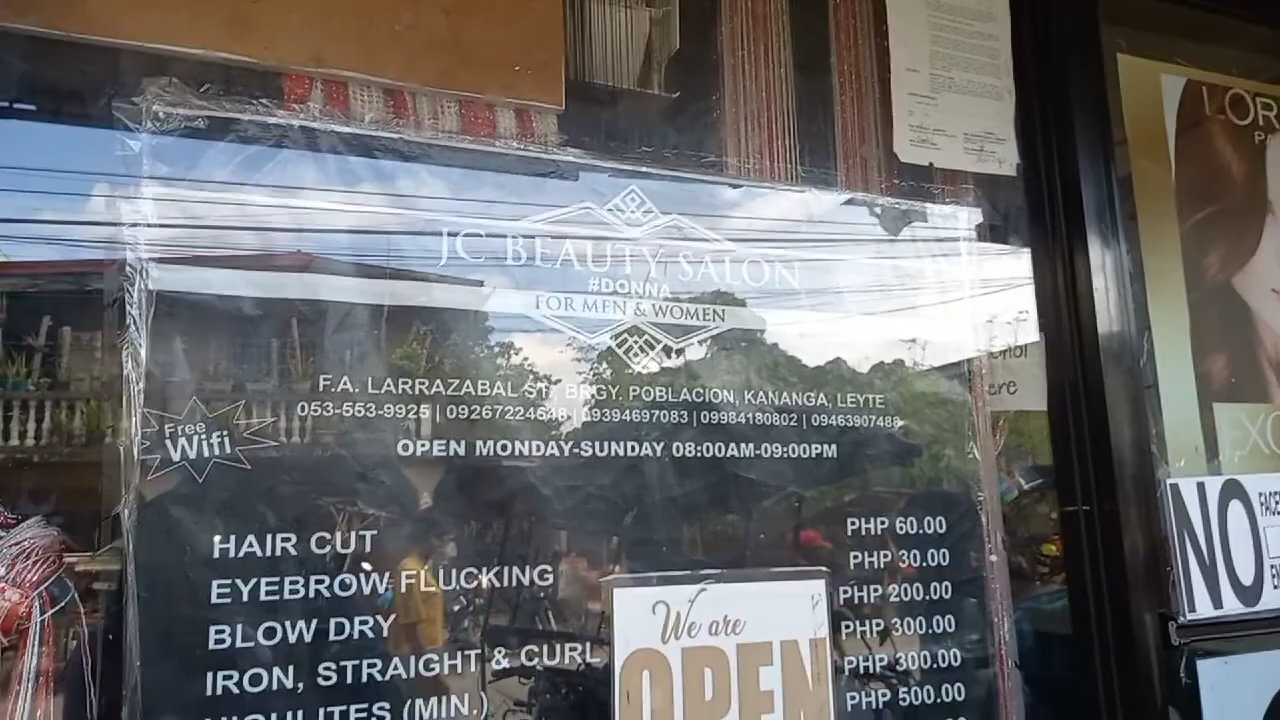 JC BEAUTY SALON
#DONNA
FOR MEN & WOMEN
F.A. LARRAZABAL ST, BRGY. POBLACION, KANANGA, LEYTE
053-553-9925 | 09267224648 | 09394697083 | 09984180802 | 09463907488
Free
Wifi
OPEN MONDAY-SUNDAY 08:00AM-09:00PM
HAIR CUT PHP 60.00
EYEBROW FLUCKING PHP 30.00
BLOW DRY PHP 200.00
IRON, STRAIGHT & CURL PHP 300.00
HIGHLITES (MIN.) PHP 300.00
PHP 500.00
We are
OPEN
NO